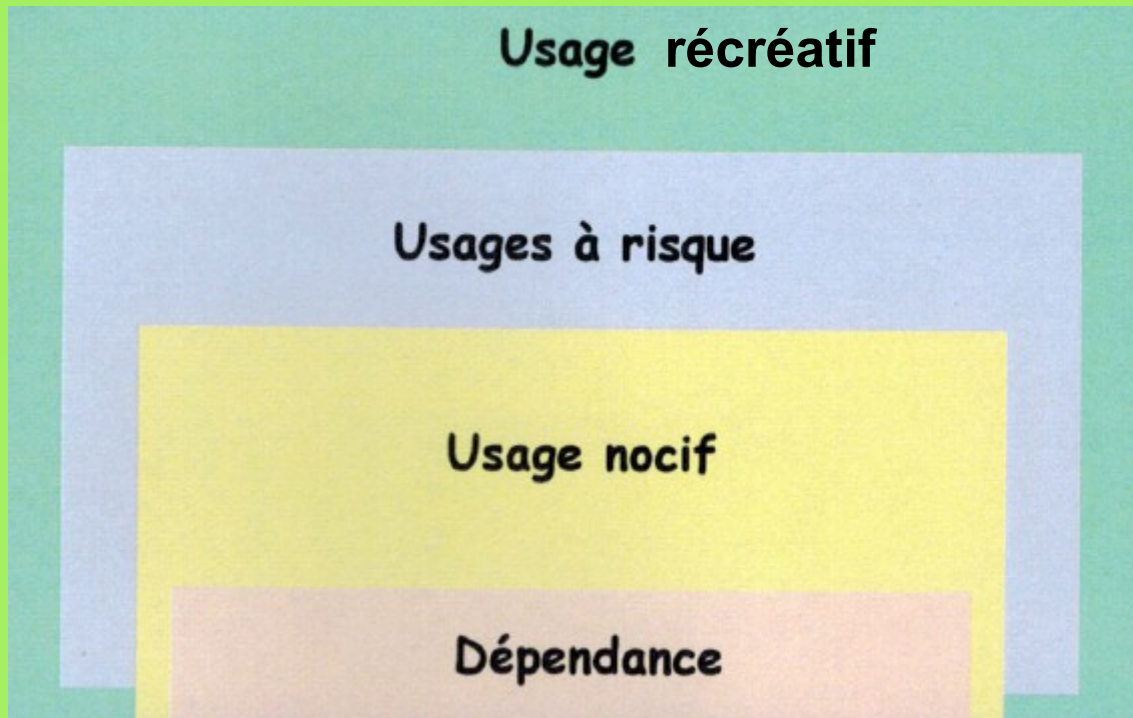 Usage récréatif
Usages à risque
Usage nocif
Dépendance